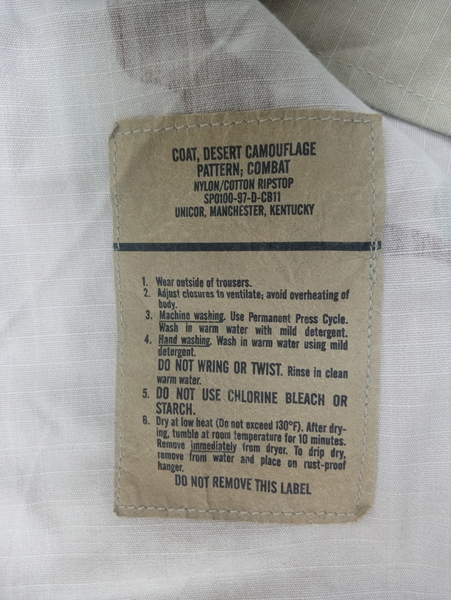 COAT, DESERT CAMOUFLAGE
PATTERN; COMBAT
NYLON/COTTON RIPSTOP
SPO100-97-D-CB11
UNICOR, MANCHESTER, KENTUCKY
1. Wear outside of trousers.
2. Adjust closures to ventilate; avoid overheating of
body.
3. Machine washing. Use Permanent Press Cycle.
Wash in warm water with mild detergent.
4. Hand washing. Wash in warm water using mild
detergent.
DO NOT WRING OR TWIST. Rinse in clean
warm water.
5. DO NOT USE CHLORINE BLEACH OR
STARCH.
6. Dry at low heat (Do not exceed 130°F). After dry-
ing, tumble at room temperature for 10 minutes.
Remove immediately from dryer. To drip dry,
remove from water and place on rust-proof
hanger.
DO NOT REMOVE THIS LABEL